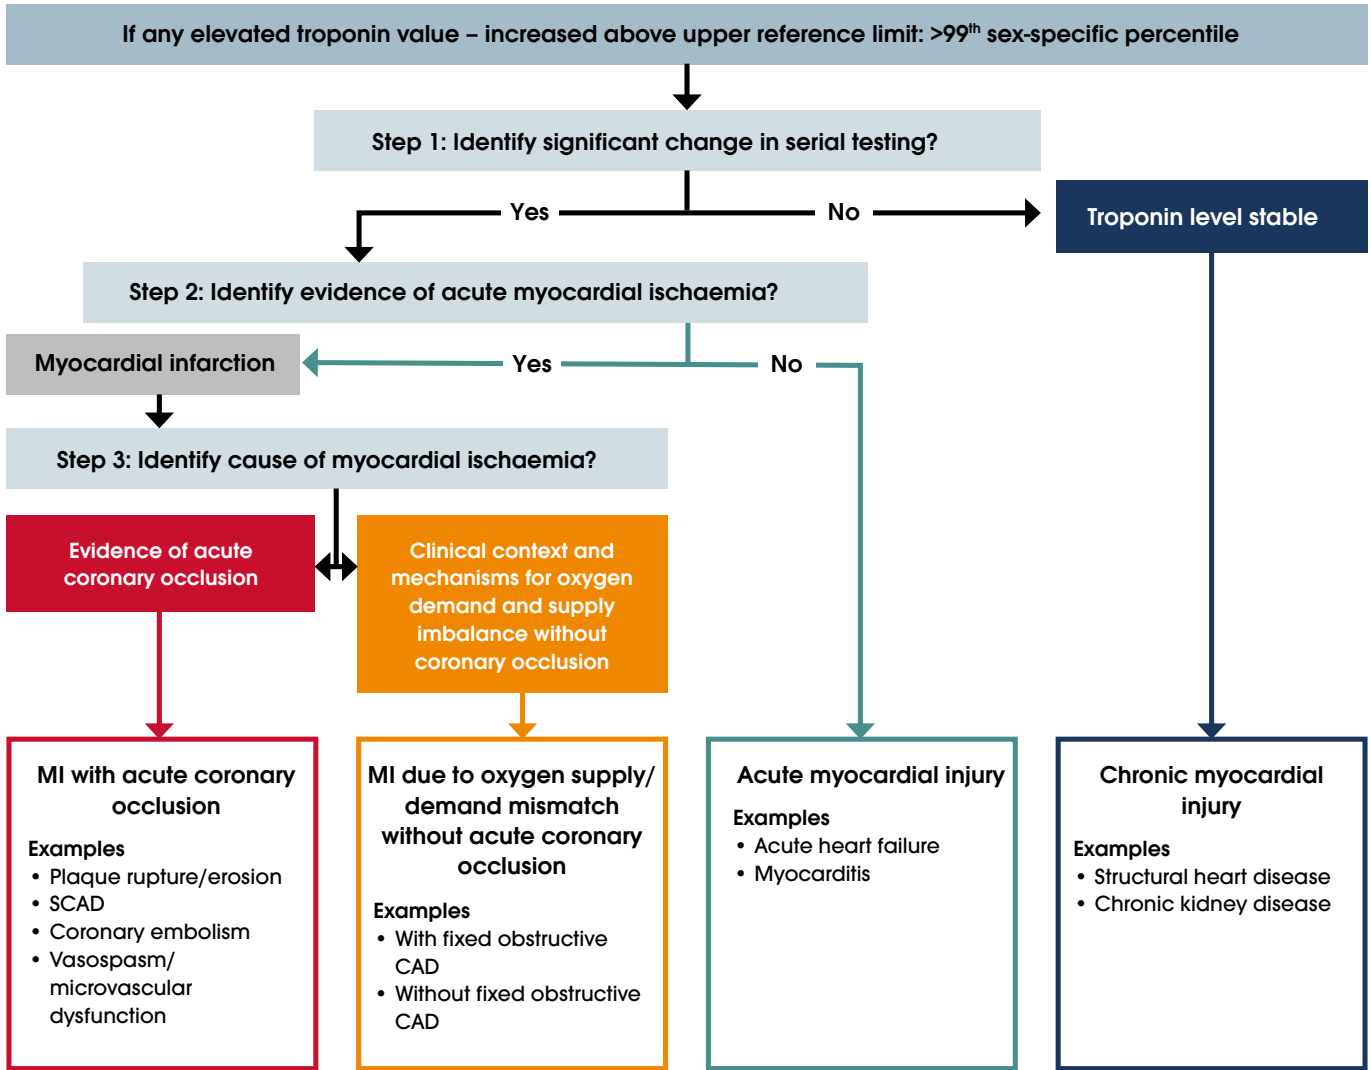 If any elevated troponin value – increased above upper reference limit: >99th sex-specific percentile
Step 1: Identify significant change in serial testing?
Yes
No
Troponin level stable
Step 2: Identify evidence of acute myocardial ischaemia?
Myocardial infarction
Yes
No
Step 3: Identify cause of myocardial ischaemia?
Evidence of acute
coronary occlusion
Clinical context and
mechanisms for oxygen
demand and supply
imbalance without
coronary occlusion
MI with acute coronary
occlusion
Examples
• Plaque rupture/erosion
• SCAD
• Coronary embolism
• Vasospasm/
microvascular
dysfunction
MI due to oxygen supply/
demand mismatch
without acute coronary
occlusion
Examples
• With fixed obstructive
CAD
• Without fixed obstructive
CAD
Acute myocardial injury
Examples
• Acute heart failure
• Myocarditis
Chronic myocardial
injury
Examples
• Structural heart disease
• Chronic kidney disease